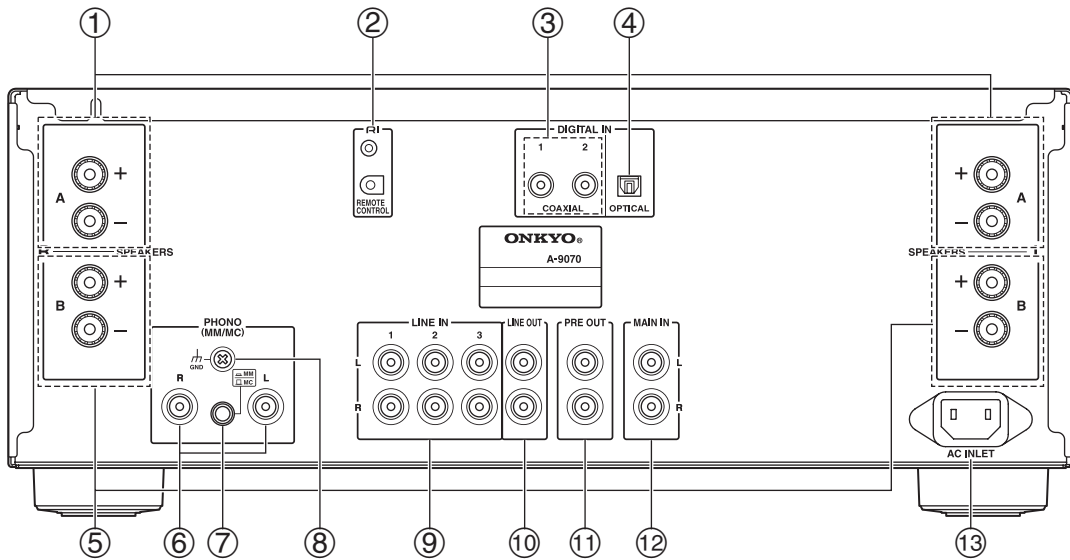 ① ② ③ ④
RI
REMOTE
CONTROL
DIGITAL IN
1 2
COAXIAL
OPTICAL
A + −
SPEAKERS
B + −
+ − A
SPEAKERS
+ − B
ONKYO®
A-9070
PHONO
(MM/MC)
GND
MM
MC
R L
LINE IN
1 2 3
L
R
LINE OUT
PRE OUT
MAIN IN
L
R
AC INLET
⑤ ⑥ ⑦ ⑧ ⑨ ⑩ ⑪ ⑫ ⑬